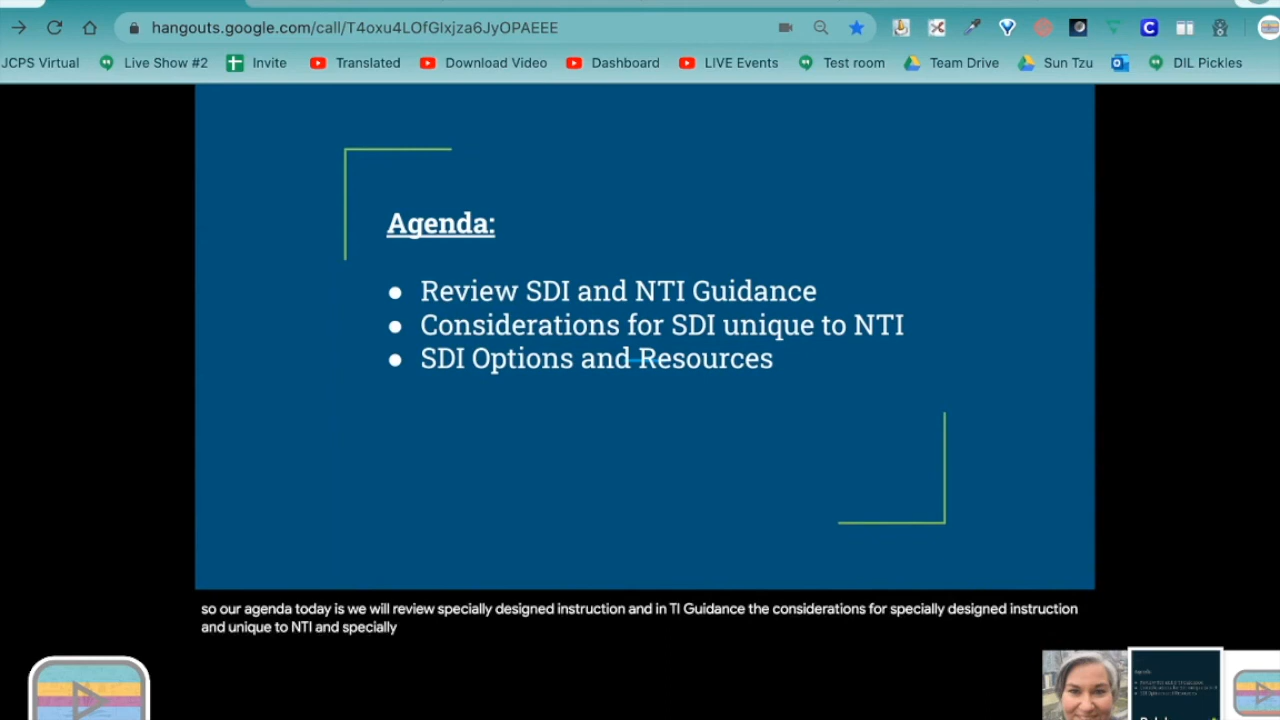 hangouts.google.com/call/T4oxu4LOfGIxjza6JyOPAEEE
JCPS Virtual Live Show #2 Invite Translated Download Video Dashboard LIVE Events Test room Team Drive Sun Tzu DIL Pickles
Agenda:
● Review SDI and NTI Guidance
● Considerations for SDI unique to NTI
● SDI Options and Resources
so our agenda today is we will review specially designed instruction and in TI Guidance the considerations for specially designed instruction
and unique to NTI and specially